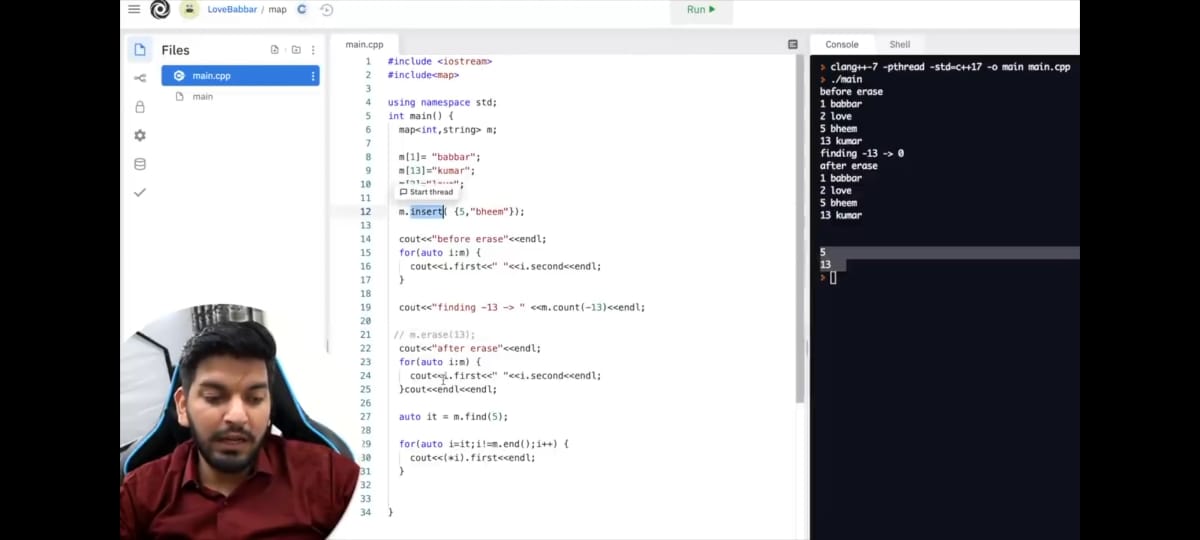 LoveBabbar / map
Run
Files
main.cpp
main
main.cpp
1 #include <iostream>
2 #include<map>
3
4 using namespace std;
5 int main() {
6 map<int,string> m;
7
8 m[1]= "babbar";
9 m[13]="kumar";
10 m[2]="love";
Start thread
11
12 m.insert( {5,"bheem"});
13
14 cout<<"before erase"<<endl;
15 for(auto i:m) {
16 cout<<i.first<<" "<<i.second<<endl;
17 }
18
19 cout<<"finding -13 -> " <<m.count(-13)<<endl;
20
21 // m.erase(13);
22 cout<<"after erase"<<endl;
23 for(auto i:m) {
24 cout<<i.first<<" "<<i.second<<endl;
25 }cout<<endl<<endl;
26
27 auto it = m.find(5);
28
29 for(auto i=it;i!=m.end();i++) {
30 cout<<(*i).first<<endl;
31 }
32
33
34 }
Console
Shell
> clang++-7 -pthread -std=c++17 -o main main.cpp
> ./main
before erase
1 babbar
2 love
5 bheem
13 kumar
finding -13 -> 0
after erase
1 babbar
2 love
5 bheem
13 kumar
5
13
>